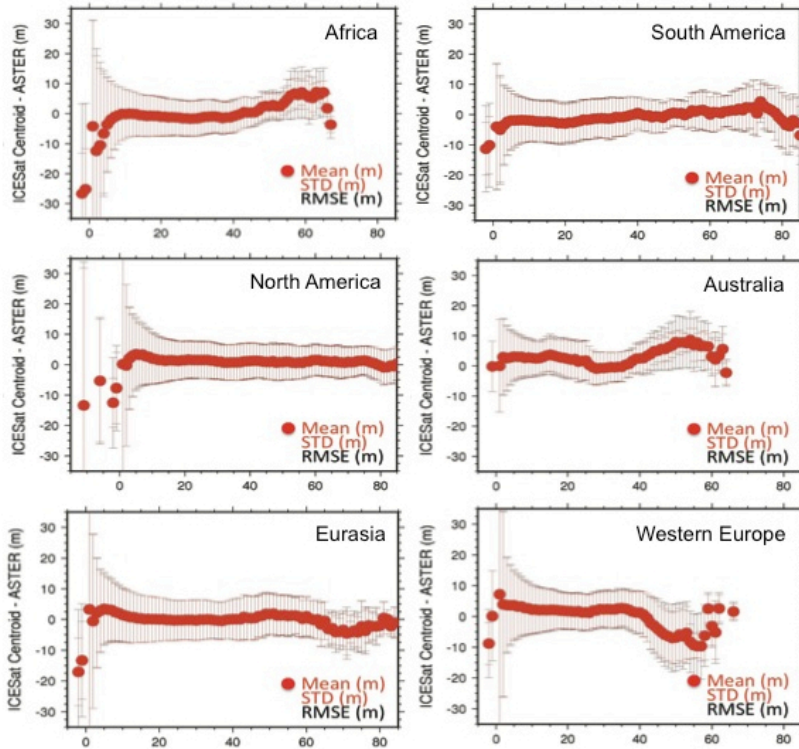 Africa
ICESat Centroid - ASTER (m)
30
20
10
0
-10
-20
-30
Mean (m)
STD (m)
RMSE (m)
0 20 40 60 80
South America
ICESat Centroid - ASTER (m)
30
20
10
0
-10
-20
-30
Mean (m)
STD (m)
RMSE (m)
0 20 40 60 80
North America
ICESat Centroid - ASTER (m)
30
20
10
0
-10
-20
-30
Mean (m)
STD (m)
RMSE (m)
0 20 40 60 80
Australia
ICESat Centroid - ASTER (m)
30
20
10
0
-10
-20
-30
Mean (m)
STD (m)
RMSE (m)
0 20 40 60 80
Eurasia
ICESat Centroid - ASTER (m)
30
20
10
0
-10
-20
-30
Mean (m)
STD (m)
RMSE (m)
0 20 40 60 80
Western Europe
ICESat Centroid - ASTER (m)
30
20
10
0
-10
-20
-30
Mean (m)
STD (m)
RMSE (m)
0 20 40 60 80